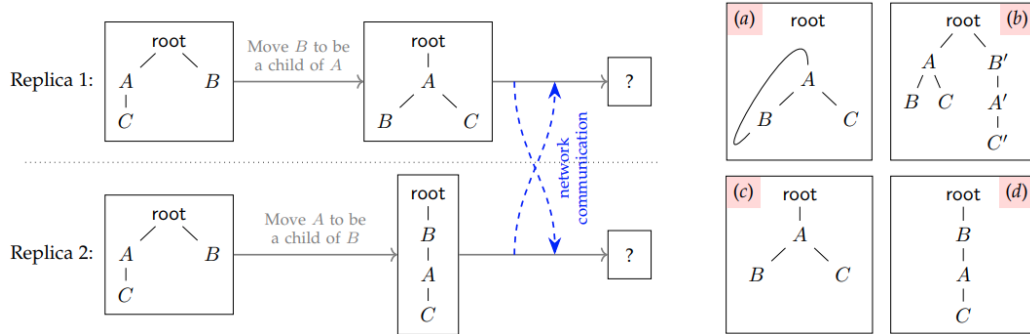 Replica 1:
root
A
B
C
Move B to be
a child of A
root
A
B
C
?
network
communication
Replica 2:
root
A
B
C
Move A to be
a child of B
root
B
A
C
?
(a)
root
A
B
C
(b)
root
A
B′
B
C
A′
C′
(c)
root
A
B
C
(d)
root
B
A
C